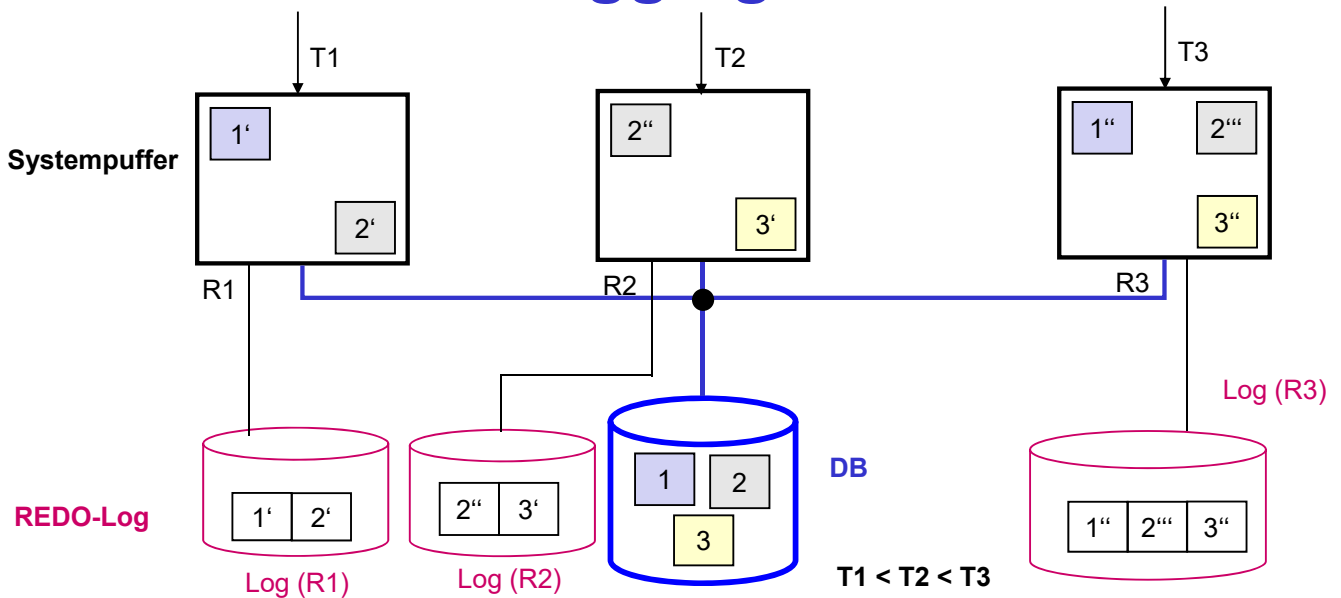 T1
T2
T3
Systempuffer
1‘
2‘
2“
3‘
1“
2“‘
3“
R1
R2
R3
Log (R3)
DB
1
2
3
REDO-Log
1‘ 2‘
2“ 3‘
1“ 2“‘ 3“
Log (R1)
Log (R2)
T1 < T2 < T3